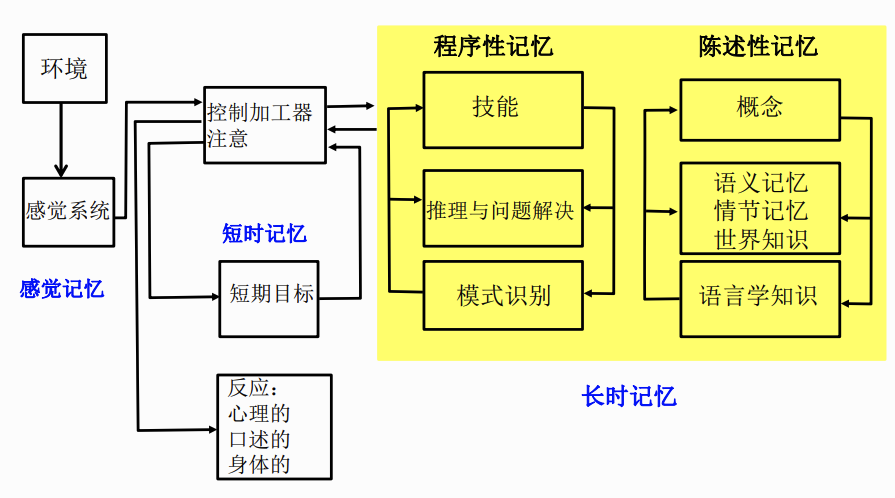 环境
感觉系统
感觉记忆
控制加工器
注意
短时记忆
短期目标
反应：
心理的
口述的
身体的
程序性记忆
技能
推理与问题解决
模式识别
陈述性记忆
概念
语义记忆
情节记忆
世界知识
语言学知识
长时记忆